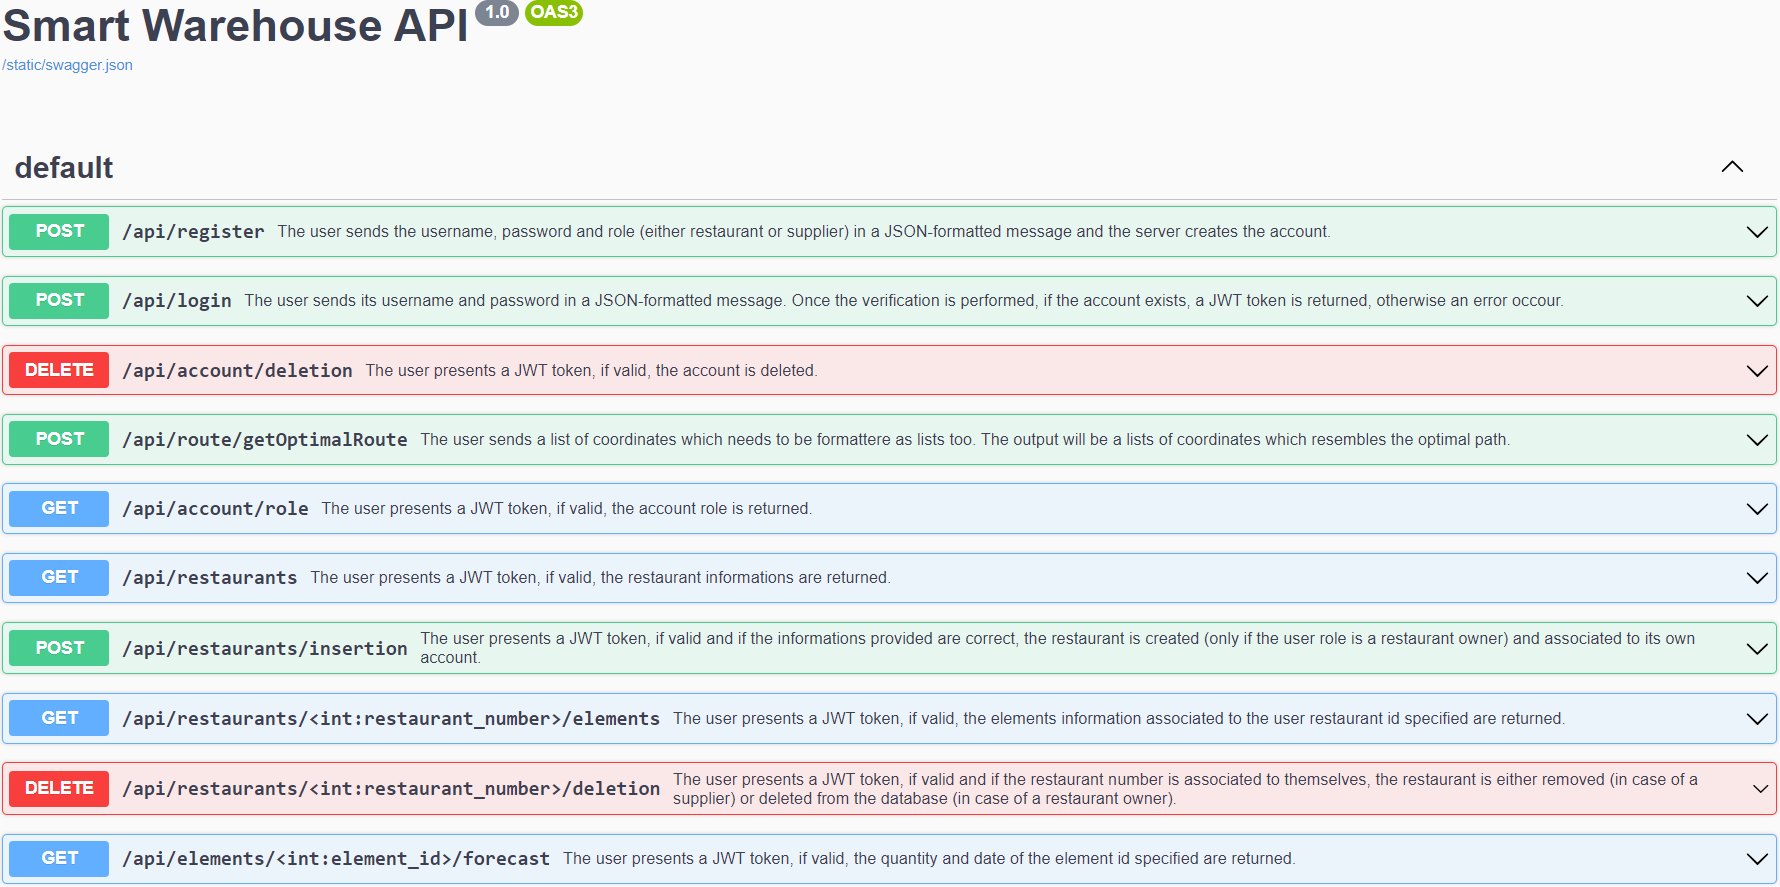 Smart Warehouse API 1.0 OAS3
/static/swagger.json
default
POST /api/register The user sends the username, password and role (either restaurant or supplier) in a JSON-formatted message and the server creates the account.
POST /api/login The user sends its username and password in a JSON-formatted message. Once the verification is performed, if the account exists, a JWT token is returned, otherwise an error occour.
DELETE /api/account/deletion The user presents a JWT token, if valid, the account is deleted.
POST /api/route/getOptimalRoute The user sends a list of coordinates which needs to be formattere as lists too. The output will be a lists of coordinates which resembles the optimal path.
GET /api/account/role The user presents a JWT token, if valid, the account role is returned.
GET /api/restaurants The user presents a JWT token, if valid, the restaurant informations are returned.
POST /api/restaurants/insertion The user presents a JWT token, if valid and if the informations provided are correct, the restaurant is created (only if the user role is a restaurant owner) and associated to its own
account.
GET /api/restaurants/<int:restaurant_number>/elements The user presents a JWT token, if valid, the elements information associated to the user restaurant id specified are returned.
DELETE /api/restaurants/<int:restaurant_number>/deletion The user presents a JWT token, if valid and if the restaurant number is associated to themselves, the restaurant is either removed (in case of a
supplier) or deleted from the database (in case of a restaurant owner).
GET /api/elements/<int:element_id>/forecast The user presents a JWT token, if valid, the quantity and date of the element id specified are returned.